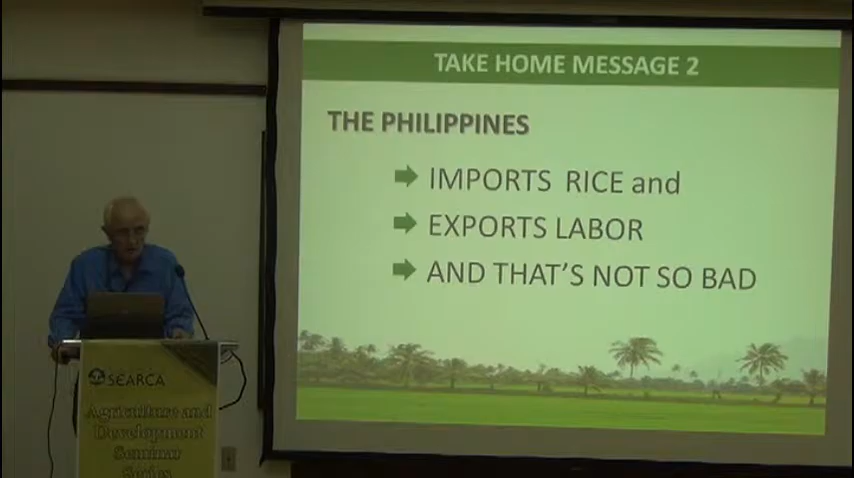 TAKE HOME MESSAGE 2
THE PHILIPPINES
IMPORTS RICE and
EXPORTS LABOR
AND THAT'S NOT SO BAD
SEARCA
Agriculture and
Development
Seminar
Series